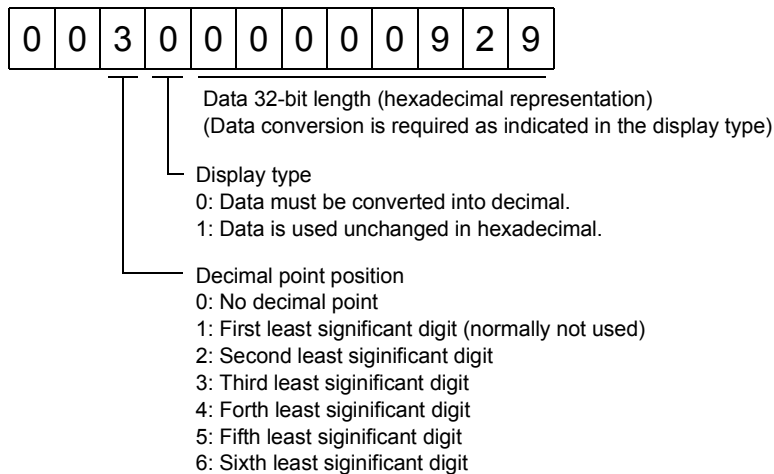 0 0 3 0 0 0 0 0 0 9 2 9
Data 32-bit length (hexadecimal representation)
(Data conversion is required as indicated in the display type)
Display type
0: Data must be converted into decimal.
1: Data is used unchanged in hexadecimal.
Decimal point position
0: No decimal point
1: First least significant digit (normally not used)
2: Second least siginificant digit
3: Third least siginificant digit
4: Forth least siginificant digit
5: Fifth least siginificant digit
6: Sixth least siginificant digit